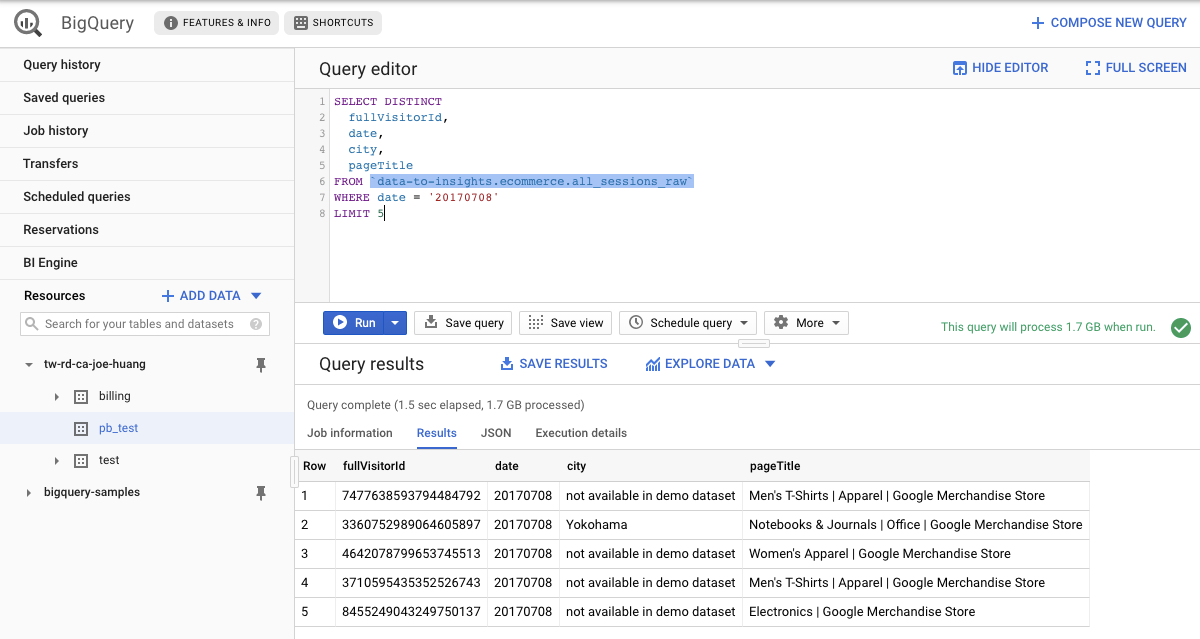 BigQuery
FEATURES & INFO
SHORTCUTS
COMPOSE NEW QUERY
Query history
Saved queries
Job history
Transfers
Scheduled queries
Reservations
BI Engine
Resources
ADD DATA
Search for your tables and datasets
tw-rd-ca-joe-huang
billing
pb_test
test
bigquery-samples
Query editor
HIDE EDITOR
FULL SCREEN
1 SELECT DISTINCT
2 fullVisitorId,
3 date,
4 city,
5 pageTitle
6 FROM `data-to-insights.ecommerce.all_sessions_raw`
7 WHERE date = '20170708'
8 LIMIT 5
Run
Save query
Save view
Schedule query
More
This query will process 1.7 GB when run.
Query results
SAVE RESULTS
EXPLORE DATA
Query complete (1.5 sec elapsed, 1.7 GB processed)
Job information
Results
JSON
Execution details
Row fullVisitorId date city pageTitle
1 7477638593794484792 20170708 not available in demo dataset Men's T-Shirts | Apparel | Google Merchandise Store
2 3360752989064605897 20170708 Yokohama Notebooks & Journals | Office | Google Merchandise Store
3 4642078799653745513 20170708 not available in demo dataset Women's Apparel | Google Merchandise Store
4 3710595435352526743 20170708 not available in demo dataset Men's T-Shirts | Apparel | Google Merchandise Store
5 8455249043249750137 20170708 not available in demo dataset Electronics | Google Merchandise Store